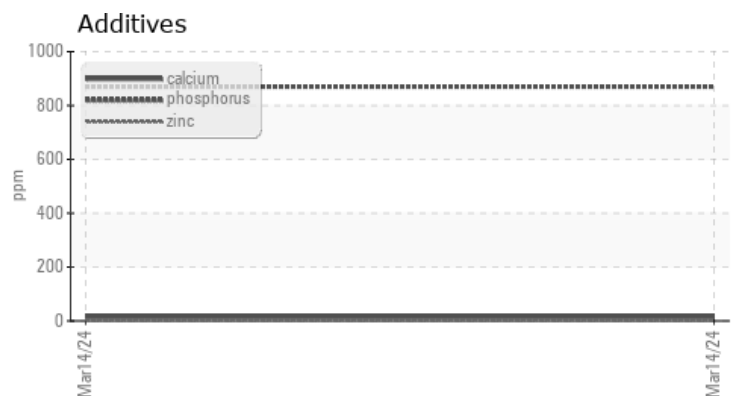 Additives
1000
calcium
phosphorus
zinc
800
600
ppm
400
200
0
Mar14/24
Mar14/24